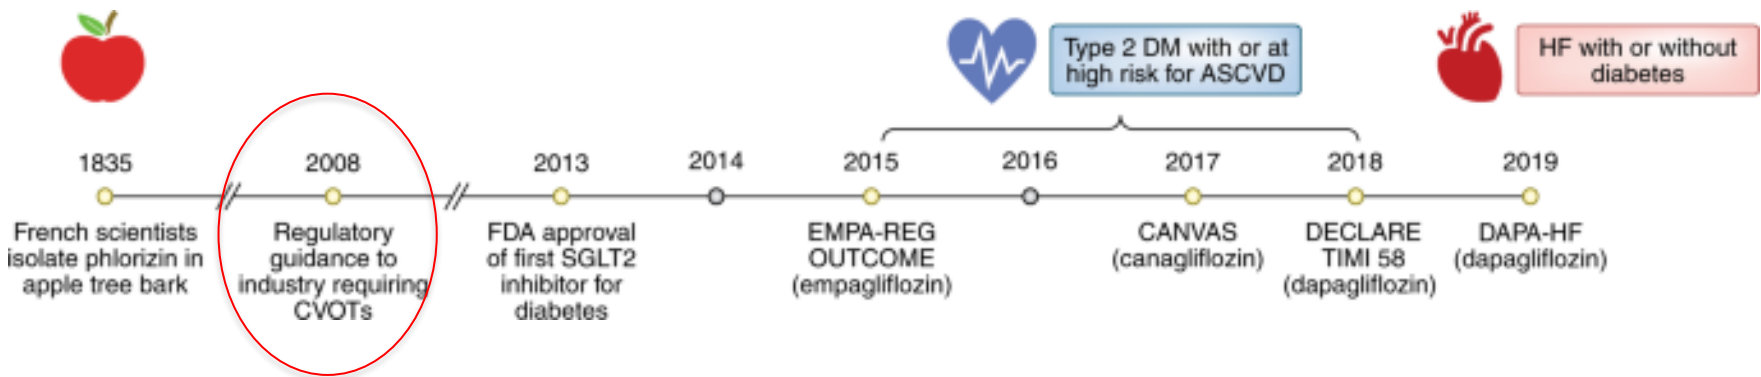 Type 2 DM with or at
high risk for ASCVD
HF with or without
diabetes
1835
2008
2013
2014
2015
2016
2017
2018
2019
French scientists
isolate phlorizin in
apple tree bark
Regulatory
guidance to
industry requiring
CVOTs
FDA approval
of first SGLT2
inhibitor for
diabetes
EMPA-REG
OUTCOME
(empagliflozin)
CANVAS
(canagliflozin)
DECLARE
TIMI 58
(dapagliflozin)
DAPA-HF
(dapagliflozin)